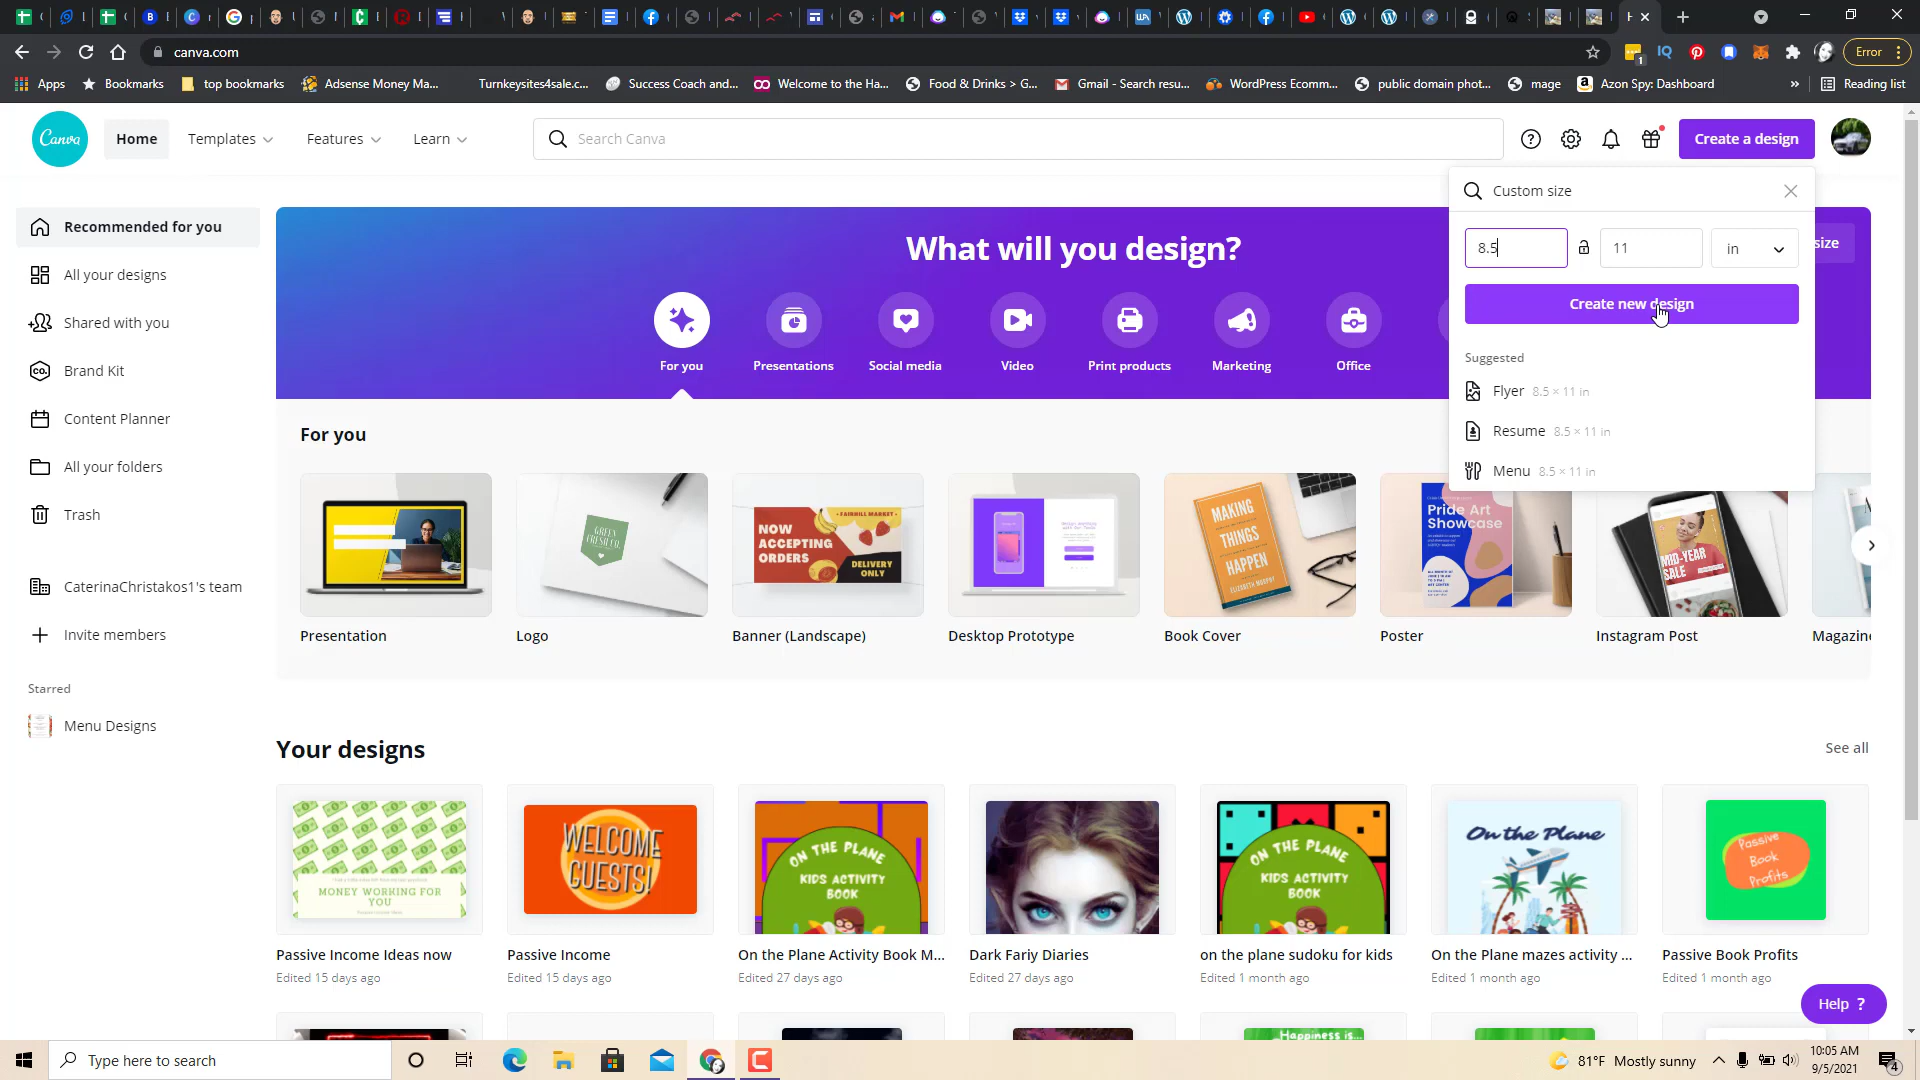 canva.com
Error
Apps
Bookmarks
top bookmarks
Adsense Money Ma...
Turnkeysites4sale.c...
Success Coach and...
Welcome to the Ha...
Food & Drinks > G...
Gmail - Search resu...
WordPress Ecomm...
public domain phot...
mage
Azon Spy: Dashboard
»
Reading list
Canva
Home
Templates
Features
Learn
Search Canva
Create a design
Custom size
8.5
11
in
size
Create new design
Suggested
Flyer 8.5 × 11 in
Resume 8.5 × 11 in
Menu 8.5 × 11 in
Recommended for you
All your designs
Shared with you
Brand Kit
Content Planner
All your folders
Trash
CaterinaChristakos1's team
Invite members
Starred
Menu Designs
What will you design?
For you
Presentations
Social media
Video
Print products
Marketing
Office
For you
GREEN
FRESH CO.
• FAIRHILL MARKET •
NOW
ACCEPTING
ORDERS
DELIVERY
ONLY
MAKING
THINGS
HAPPEN
ELIZABETH MURPHY
Pride Art
Showcase
MID-YEAR
SALE
Presentation
Logo
Banner (Landscape)
Desktop Prototype
Book Cover
Poster
Instagram Post
Magazine
Your designs
See all
MONEY WORKING FOR
YOU
WELCOME
GUESTS!
ON THE PLANE
KIDS ACTIVITY
BOOK
ON THE PLANE
KIDS ACTIVITY
BOOK
On the Plane
Passive
Book
Profits
Passive Income Ideas now
Edited 15 days ago
Passive Income
Edited 15 days ago
On the Plane Activity Book M...
Edited 27 days ago
Dark Fariy Diaries
Edited 27 days ago
on the plane sudoku for kids
Edited 1 month ago
On the Plane mazes activity ...
Edited 1 month ago
Passive Book Profits
Edited 1 month ago
Happiness is...
Help ?
Type here to search
81°F Mostly sunny
10:05 AM
9/5/2021
4